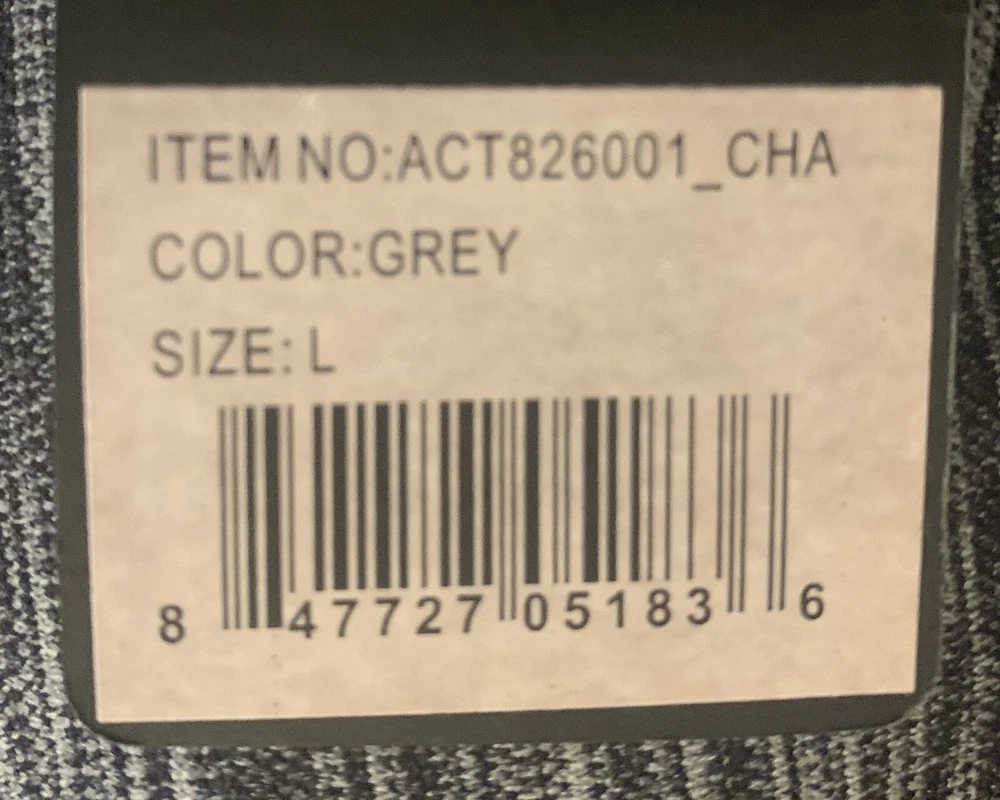 ITEM NO:ACT826001_CHA
COLOR:GREY
SIZE: L
8 47727 05183 6